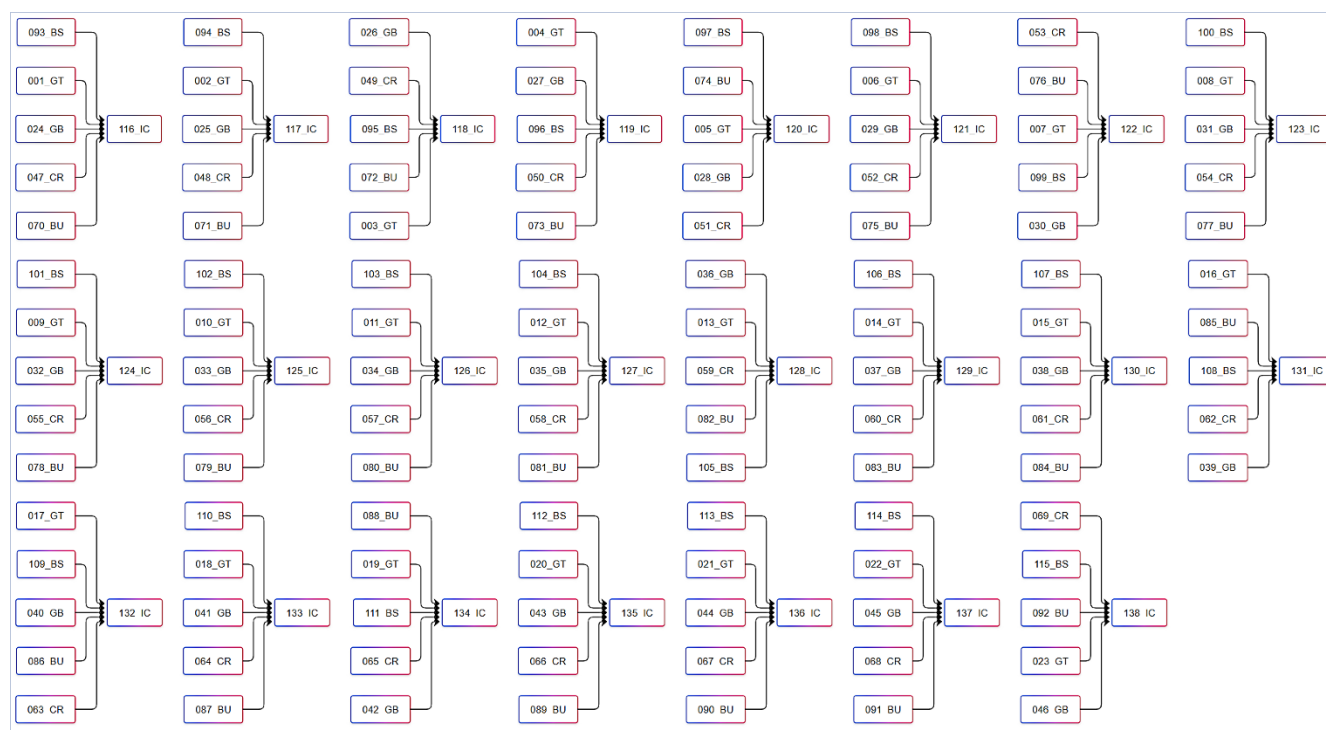 093_BS 094_BS 026_GB 004_GT 097_BS 098_BS 053_CR 100_BS
001_GT 002_GT 049_CR 027_GB 074_BU 006_GT 076_BU 008_GT
024_GB 116_IC 025_GB 117_IC 095_BS 118_IC 096_BS 119_IC 005_GT 120_IC 029_GB 121_IC 007_GT 122_IC 031_GB 123_IC
047_CR 048_CR 072_BU 050_CR 028_GB 052_CR 099_BS 054_CR
070_BU 071_BU 003_GT 073_BU 051_CR 075_BU 030_GB 077_BU
101_BS 102_BS 103_BS 104_BS 036_GB 106_BS 107_BS 016_GT
009_GT 010_GT 011_GT 012_GT 013_GT 014_GT 015_GT 085_BU
032_GB 124_IC 033_GB 125_IC 034_GB 126_IC 035_GB 127_IC 059_CR 128_IC 037_GB 129_IC 038_GB 130_IC 108_BS 131_IC
055_CR 056_CR 057_CR 058_CR 082_BU 060_CR 061_CR 062_CR
078_BU 079_BU 080_BU 081_BU 105_BS 083_BU 084_BU 039_GB
017_GT 110_BS 088_BU 112_BS 113_BS 114_BS 069_CR
109_BS 018_GT 019_GT 020_GT 021_GT 022_GT 115_BS
040_GB 132_IC 041_GB 133_IC 111_BS 134_IC 043_GB 135_IC 044_GB 136_IC 045_GB 137_IC 092_BU 138_IC
086_BU 064_CR 065_CR 066_CR 067_CR 068_CR 023_GT
063_CR 087_BU 042_GB 089_BU 090_BU 091_BU 046_GB